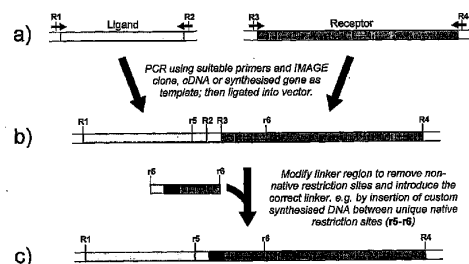 R1 Ligand R2 R3 Receptor R4
a)
PCR using suitable primers and IMAGE
clone, cDNA or synthesised gene as
template; then ligated into vector.
R1 r5 R2 R3 r6 R4
b)
r5 r6
Modify linker region to remove non-
native restriction sites and introduce the
correct linker. e.g. by insertion of custom
synthesised DNA between unique native
restriction sites (r5-r6)
R1 r5 r6 R4
c)